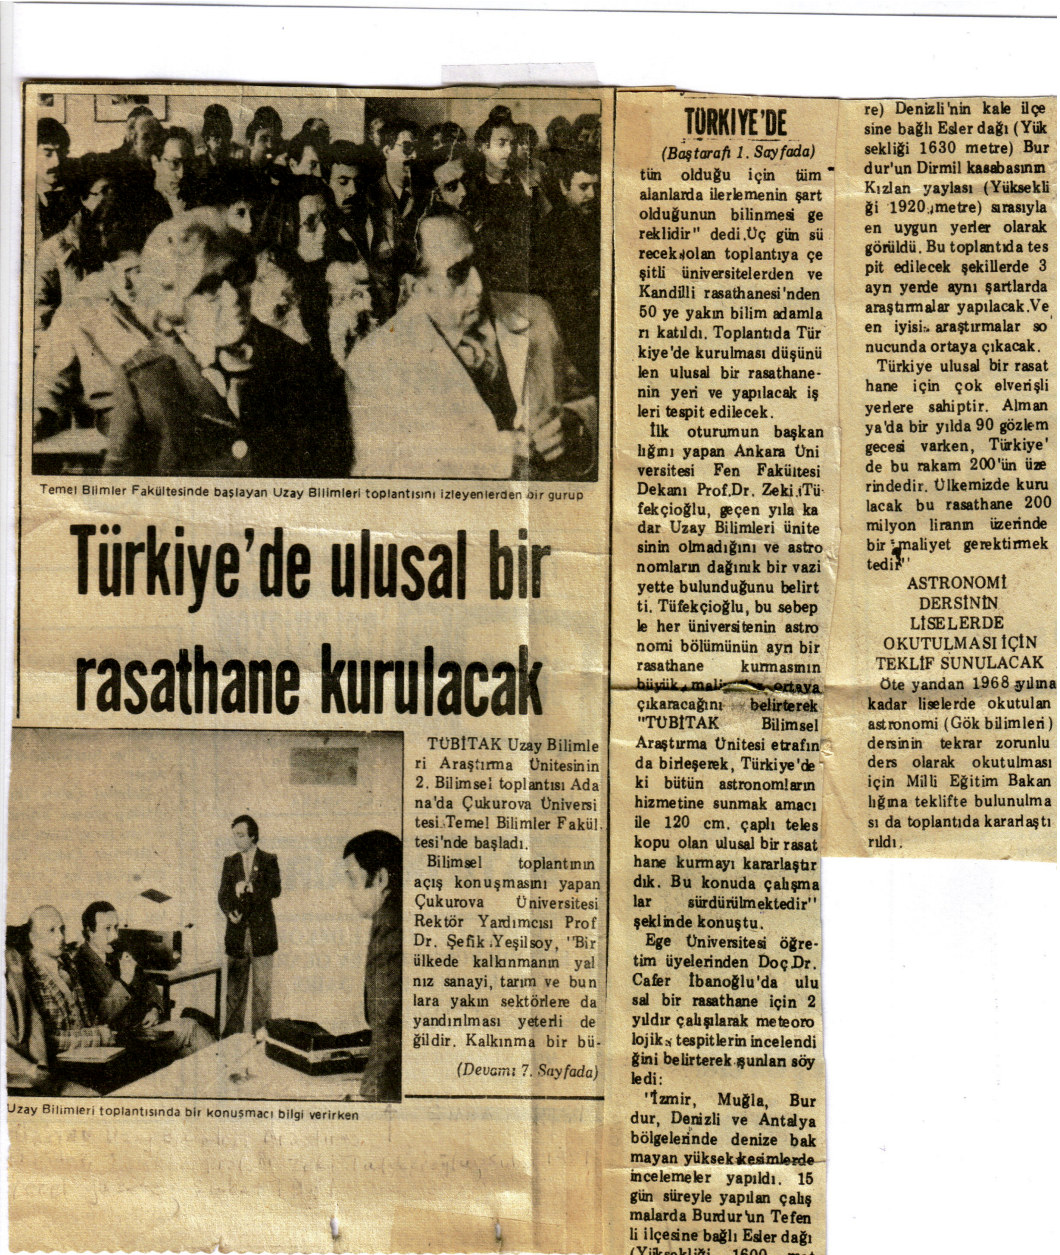 Temel Blimler Fakültesinde başlayan Uzay Bilimleri toplantısını izleyenlerden bir gurup
Türkiye'de ulusal bir
rasathane kurulacak
TÜBİTAK Uzay Bilimle
ri Araştırma Ünitesinin
2. Bilimsel toplantısı Ada
na'da Çukurova Üniversi
tesi Temel Bilimler Fakül
tesi'nde başladı.
Bilimsel toplantının
açış konuşmasını yapan
Çukurova Üniversitesi
Rektör Yardımcısı Prof
Dr. Şefik Yeşilsoy, "Bir
ülkede kalkınmanın yal
nız sanayi, tarım ve bun
lara yakın sektörlere da
yandırılması yeterli de
ğildir. Kalkınma bir bü-
(Devamı 7. Sayfada)
Uzay Bilimleri toplantısında bir konuşmacı bilgi verirken
TÜRKİYE'DE
(Baştarafı 1. Sayfada)
tün olduğu için tüm
alanlarda ilerlemenin şart
olduğunun bilinmesi ge
reklidir" dedi.Üç gün sü
recek olan toplantıya çe
şitli üniversitelerden ve
Kandilli rasathanesi'nden
50 ye yakın bilim adamla
rı katıldı. Toplantıda Tür
kiye'de kurulması düşünü
len ulusal bir rasathane-
nin yeri ve yapılacak iş
leri tespit edilecek.
İlk oturumun başkan
lığını yapan Ankara Üni
versitesi Fen Fakültesi
Dekanı Prof.Dr. Zeki Tü-
fekçioğlu, geçen yıla ka
dar Uzay Bilimleri ünite
sinin olmadığını ve astro
nomların dağınık bir vazi
yette bulunduğunu belirt
ti. Tüfekçioğlu, bu sebep
le her üniversitenin astro
nomi bölümünün ayrı bir
rasathane kurmasının
büyük ortaya
çıkaracağını belirterek
"TÜBİTAK Bilimsel
Araştırma Ünitesi etrafın
da birleşerek, Türkiye'de
ki bütün astronomların
hizmetine sunmak amacı
ile 120 cm. çaplı teles
kopu olan ulusal bir rasat
hane kurmayı kararlaştır
dık. Bu konuda çalışma
lar sürdürülmektedir"
şeklinde konuştu.
Ege Üniversitesi öğre-
tim üyelerinden Doç.Dr.
Cafer İbanoğlu'da ulu
sal bir rasathane için 2
yıldır çalışılarak meteoro
lojik tespitlerin incelendi
ğini belirterek şunları söy
ledi:
"İzmir, Muğla, Bur
dur, Denizli ve Antalya
bölgelerinde denize bak
mayan yüksek kesimlerde
incelemeler yapıldı. 15
gün süreyle yapılan çalış
malarda Burdur'un Tefen
li ilçesine bağlı Esler dağı
(Yüksekliği 1600 met
re) Denizli'nin kale ilçe
sine bağlı Esler dağı (Yük
sekliği 1630 metre) Bur
dur'un Dirmil kasabasının
Kızlan yaylası (Yüksekli
ği 1920 metre) sırasıyla
en uygun yerler olarak
görüldü. Bu toplantıda tes
pit edilecek şekillerde 3
ayrı yerde aynı şartlarda
araştırmalar yapılacak.Ve
en iyisi araştırmalar so
nucunda ortaya çıkacak.
Türkiye ulusal bir rasat
hane için çok elverişli
yerlere sahiptir. Alman
ya'da bir yılda 90 gözlem
gecesi varken, Türkiye'
de bu rakam 200'ün üze
rindedir. Ülkemizde kuru
lacak bu rasathane 200
milyon liranın üzerinde
bir maliyet gerektirmek
tedir"
ASTRONOMİ
DERSİNİN
LİSELERDE
OKUTULMASI İÇİN
TEKLİF SUNULACAK
Öte yandan 1968 yılına
kadar liselerde okutulan
astronomi (Gök bilimleri)
dersinin tekrar zorunlu
ders olarak okutulması
için Milli Eğitim Bakan
lığına teklifte bulunulma
sı da toplantıda kararlaştı
rıldı.